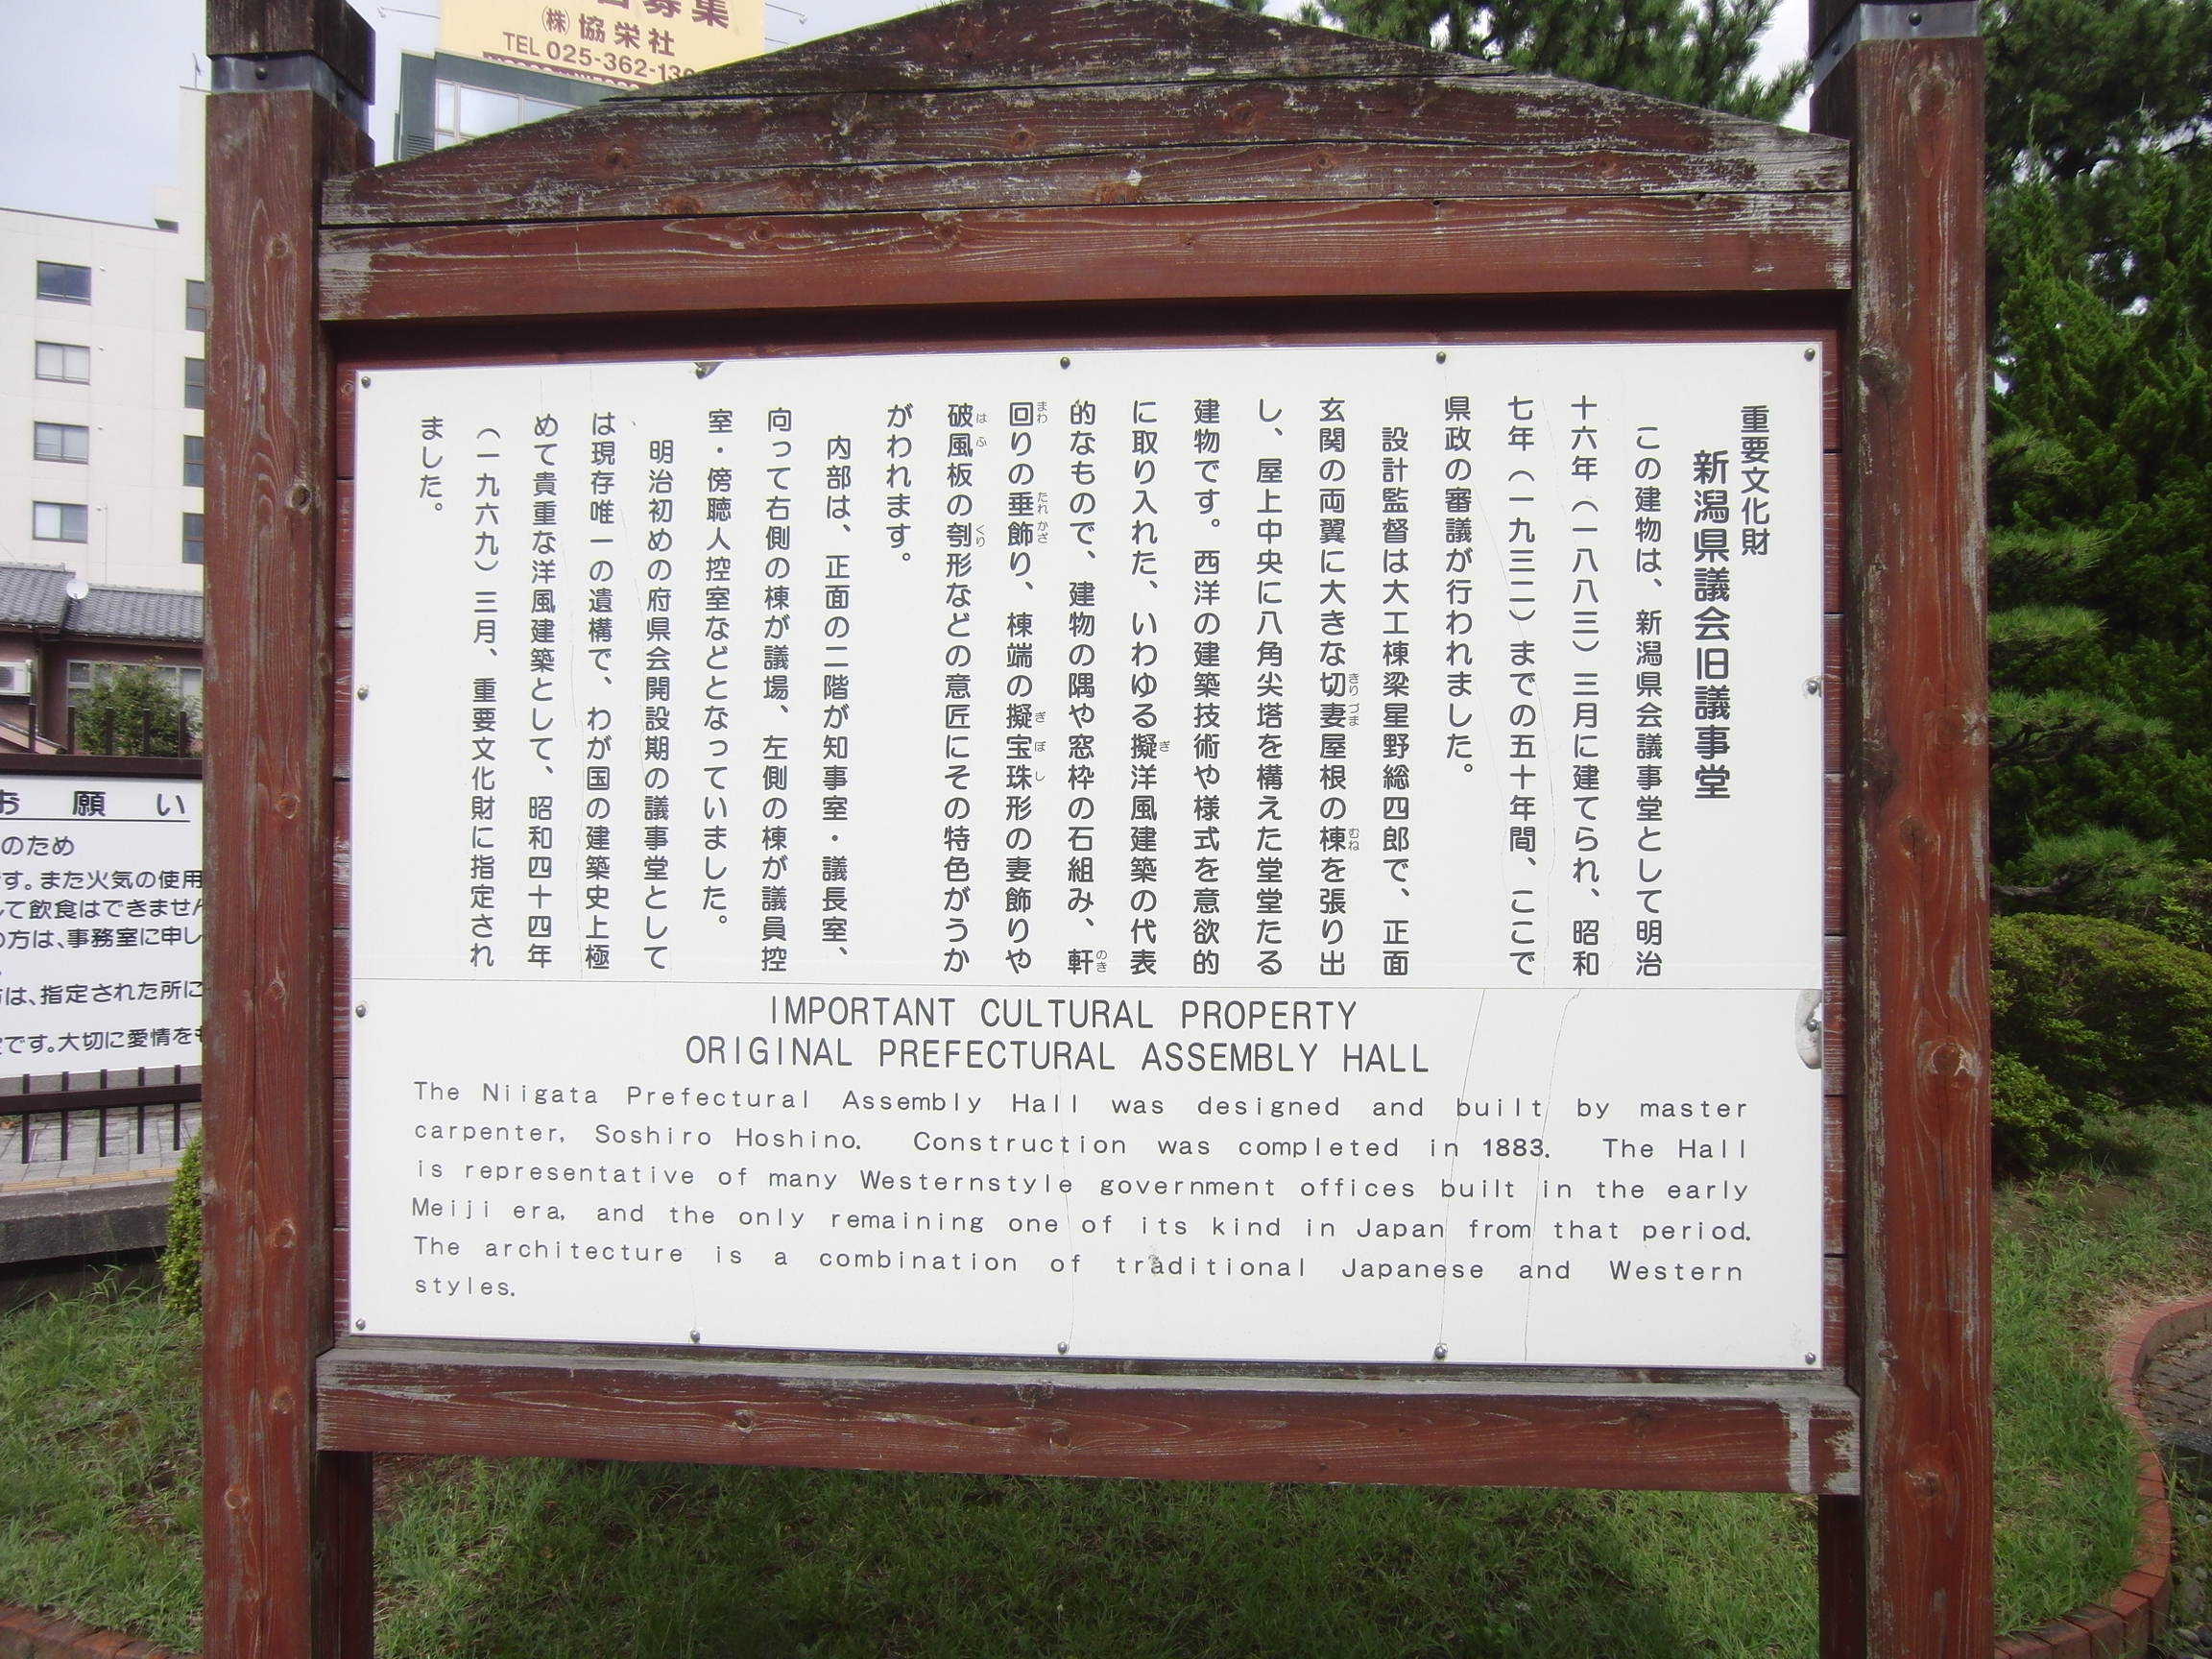 募集
(株)協栄社
TEL 025-362-13
重要文化財
新潟県議会旧議事堂
この建物は、新潟県会議事堂として明治
十六年(一八八三)三月に建てられ、昭和
七年(一九三二)までの五十年間、ここで
県政の審議が行われました。
設計監督は大工棟梁星野総四郎で、正面
玄関の両翼に大きな切妻屋根の棟を張り出
し、屋上中央に八角尖塔を構えた堂堂たる
建物です。西洋の建築技術や様式を意欲的
に取り入れた、いわゆる擬洋風建築の代表
的なもので、建物の隅や窓枠の石組み、軒
回りの垂飾り、棟端の擬宝珠形の妻飾りや
破風板の刳形などの意匠にその特色がうか
がわれます。
内部は、正面の二階が知事室・議長室、
向って右側の棟が議場、左側の棟が議員控
室・傍聴人控室などとなっていました。
明治初めの府県会開設期の議事堂として
は現存唯一の遺構で、わが国の建築史上極
めて貴重な洋風建築として、昭和四十四年
(一九六九)三月、重要文化財に指定され
ました。
IMPORTANT CULTURAL PROPERTY
ORIGINAL PREFECTURAL ASSEMBLY HALL
The Niigata Prefectural Assembly Hall was designed and built by master
carpenter, Soshiro Hoshino. Construction was completed in 1883. The Hall
is representative of many Westernstyle government offices built in the early
Meiji era, and the only remaining one of its kind in Japan from that period.
The architecture is a combination of traditional Japanese and Western
styles.
お願い
のため
す。また火気の使用
て飲食はできません
の方は、事務室に申し
は、指定された所に
です。大切に愛情を